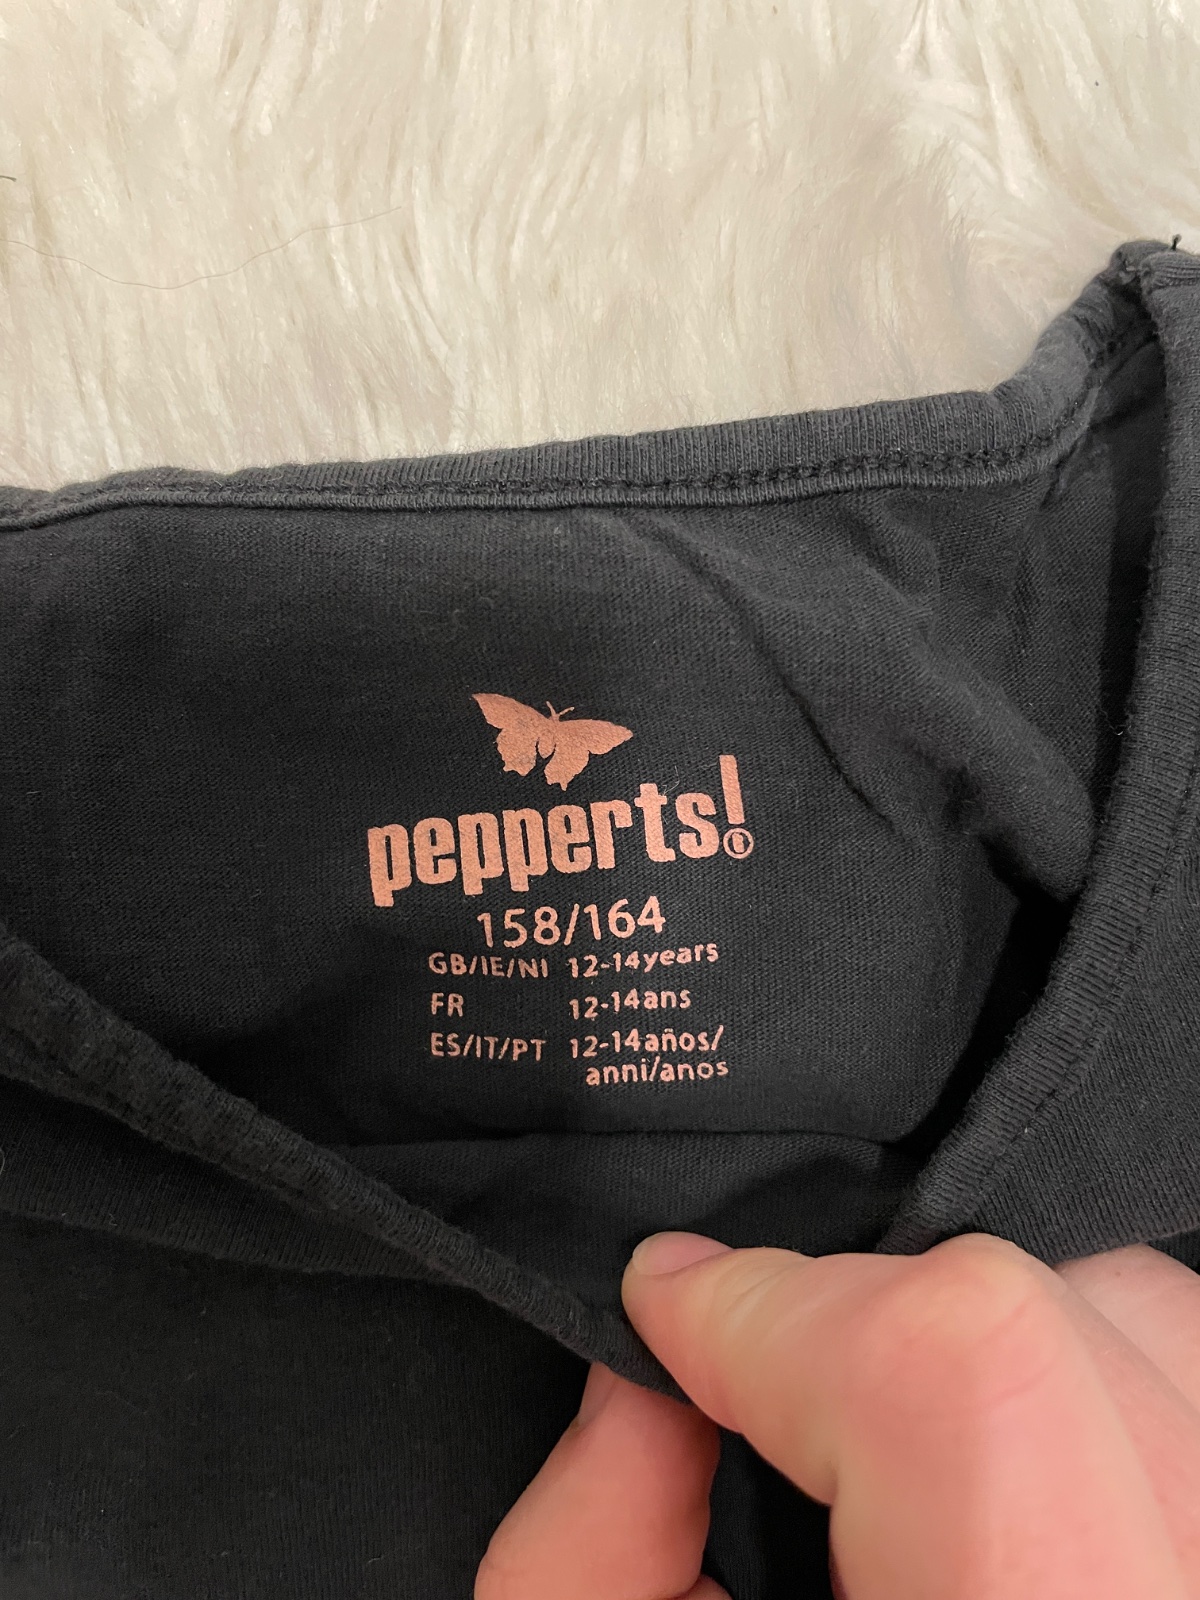 pepperts!
158/164
GB/IE/NI 12-14years
FR 12-14ans
ES/IT/PT 12-14años/
anni/anos